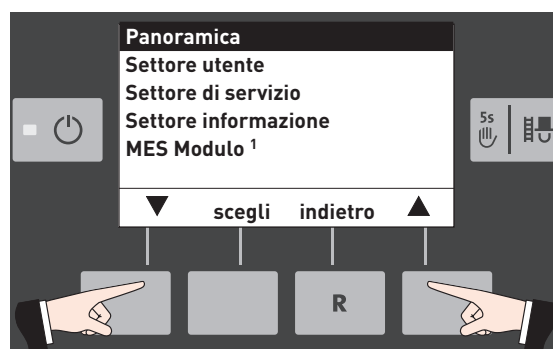 Panoramica
Settore utente
Settore di servizio
Settore informazione
MES Modulo ¹
5s
▼ scegli indietro ▲
R